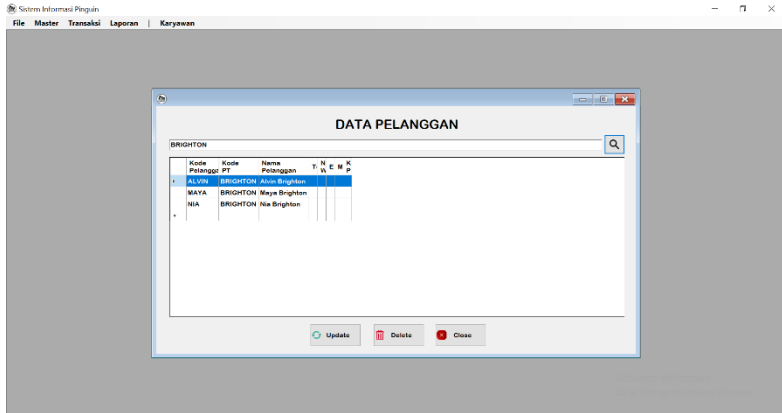 Sistem Informasi Pinguin
File Master Transaksi Laporan | Karyawan
DATA PELANGGAN
BRIGHTON
Kode Pelangga Kode PT Nama Pelanggan T N W E M K P
ALVIN BRIGHTON Alvin Brighton
MAYA BRIGHTON Maya Brighton
NIA BRIGHTON Nia Brighton
Update Delete Close